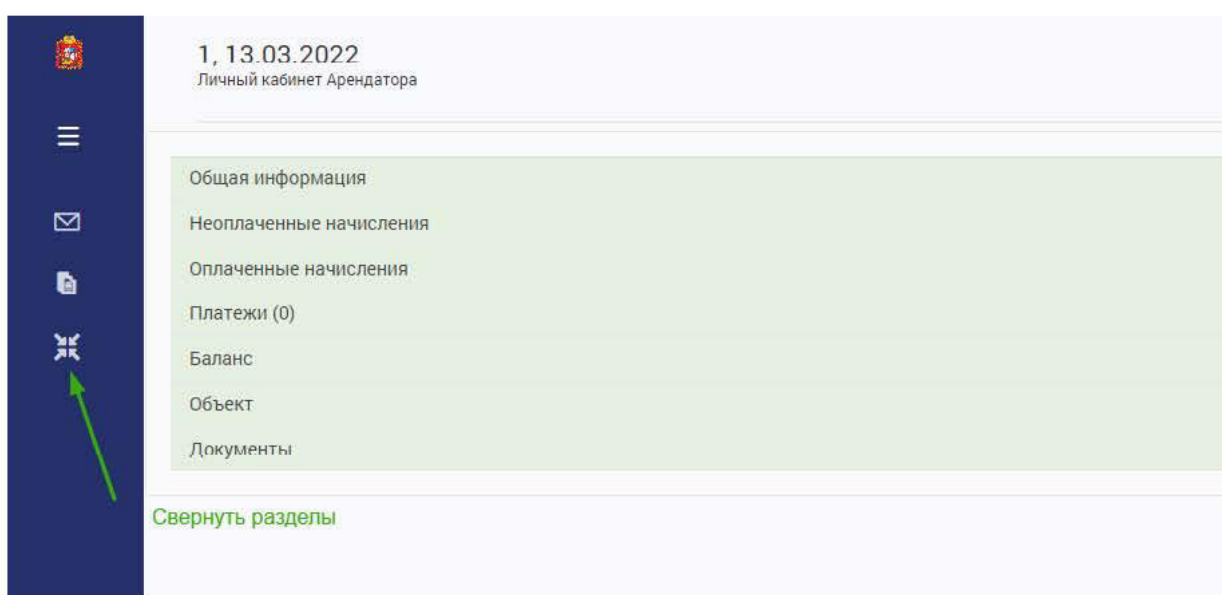 1, 13.03.2022
Личный кабинет Арендатора
Общая информация
Неоплаченные начисления
Оплаченные начисления
Платежи (0)
Баланс
Объект
Документы
Свернуть разделы